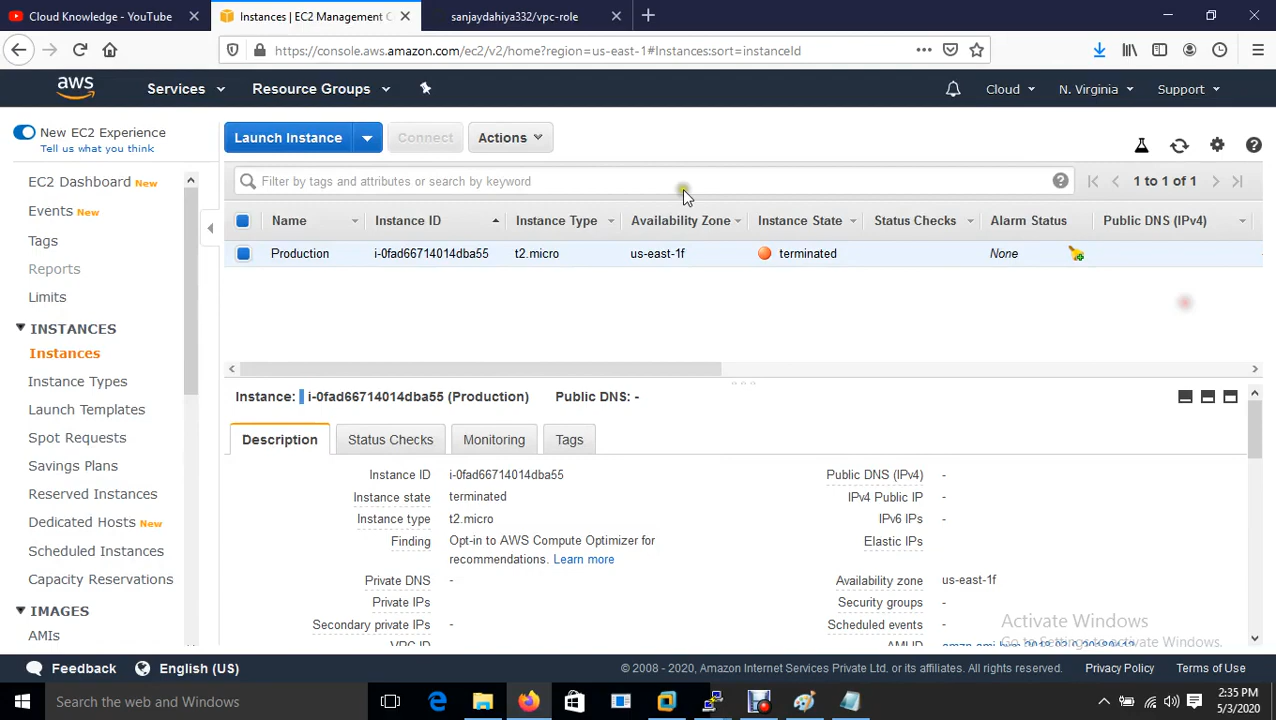 Cloud Knowledge - YouTube
Instances | EC2 Management C
sanjaydahiya332/vpc-role
https://console.aws.amazon.com/ec2/v2/home?region=us-east-1#Instances:sort=instanceId
aws
Services
Resource Groups
Cloud
N. Virginia
Support
New EC2 Experience
Tell us what you think
Launch Instance
Connect
Actions
EC2 Dashboard New
Events New
Tags
Reports
Limits
INSTANCES
Instances
Instance Types
Launch Templates
Spot Requests
Savings Plans
Reserved Instances
Dedicated Hosts New
Scheduled Instances
Capacity Reservations
IMAGES
AMIs
Filter by tags and attributes or search by keyword
1 to 1 of 1
Name Instance ID Instance Type Availability Zone Instance State Status Checks Alarm Status Public DNS (IPv4)
Production i-0fad66714014dba55 t2.micro us-east-1f terminated None
Instance: i-0fad66714014dba55 (Production) Public DNS: -
Description
Status Checks
Monitoring
Tags
Instance ID i-0fad66714014dba55
Instance state terminated
Instance type t2.micro
Finding Opt-in to AWS Compute Optimizer for
recommendations. Learn more
Private DNS -
Private IPs
Secondary private IPs -
VPC ID
Public DNS (IPv4) -
IPv4 Public IP -
IPv6 IPs -
Elastic IPs
Availability zone us-east-1f
Security groups -
Scheduled events -
AMI ID
Activate Windows
Go to Settings to activate Windows.
Feedback
English (US)
© 2008 - 2020, Amazon Internet Services Private Ltd. or its affiliates. All rights reserved.
Privacy Policy
Terms of Use
Search the web and Windows
2:35 PM
5/3/2020